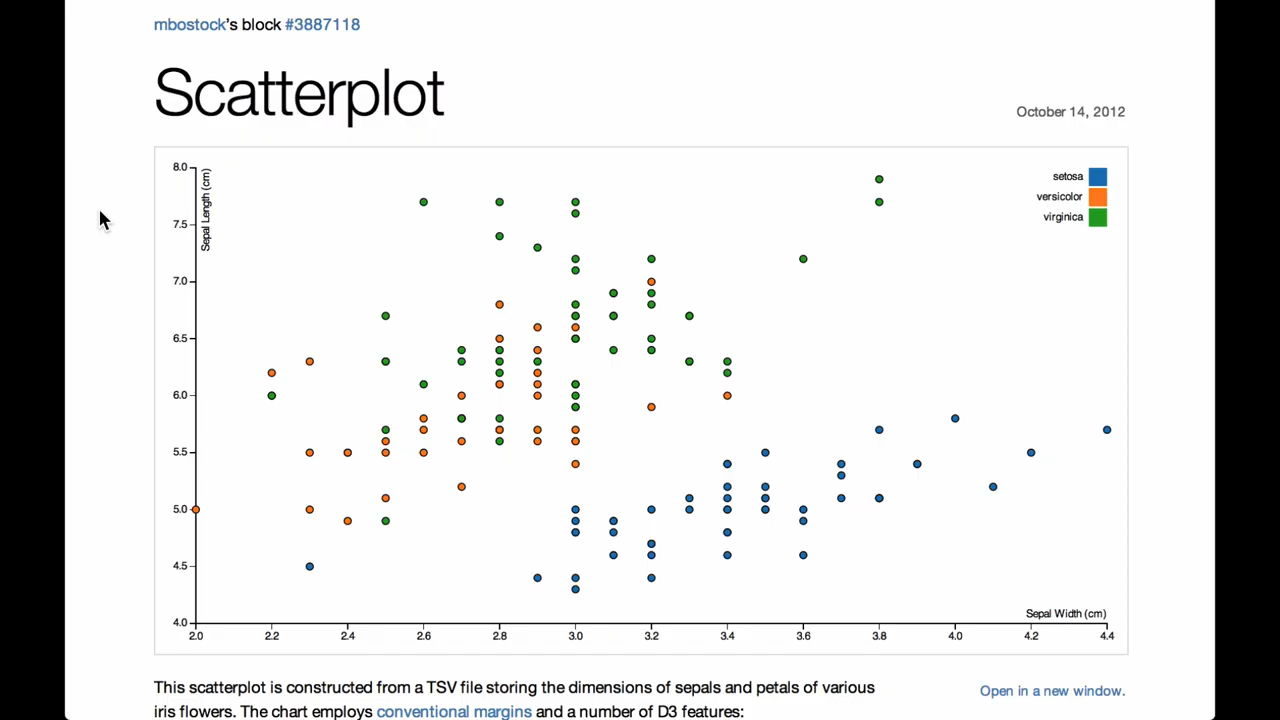 mbostock's block #3887118
Scatterplot
October 14, 2012
8.0
7.5
7.0
6.5
6.0
5.5
5.0
4.5
4.0
Sepal Length (cm)
setosa
versicolor
virginica
Sepal Width (cm)
2.0 2.2 2.4 2.6 2.8 3.0 3.2 3.4 3.6 3.8 4.0 4.2 4.4
This scatterplot is constructed from a TSV file storing the dimensions of sepals and petals of various
iris flowers. The chart employs conventional margins and a number of D3 features:
Open in a new window.